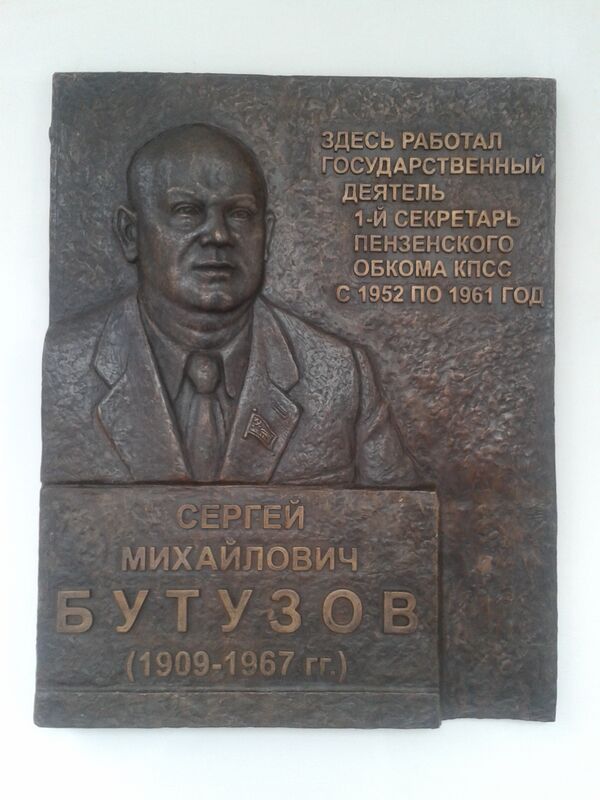 ЗДЕСЬ РАБОТАЛ
ГОСУДАРСТВЕННЫЙ
ДЕЯТЕЛЬ
1-Й СЕКРЕТАРЬ
ПЕНЗЕНСКОГО
ОБКОМА КПСС
С 1952 ПО 1961 ГОД
СЕРГЕЙ
МИХАЙЛОВИЧ
БУТУЗОВ
(1909-1967 гг.)